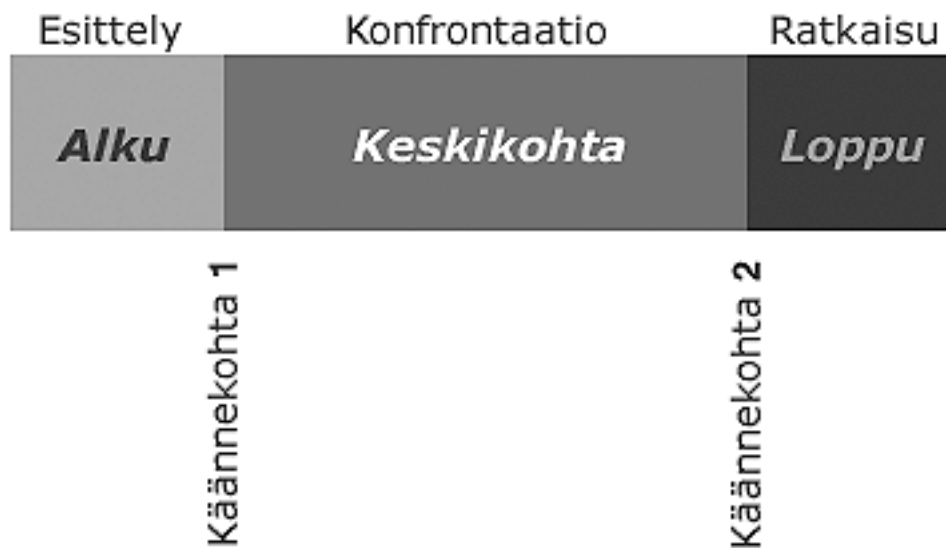 Esittely Konfrontaatio Ratkaisu
Alku Keskikohta Loppu
Käännekohta 1
Käännekohta 2